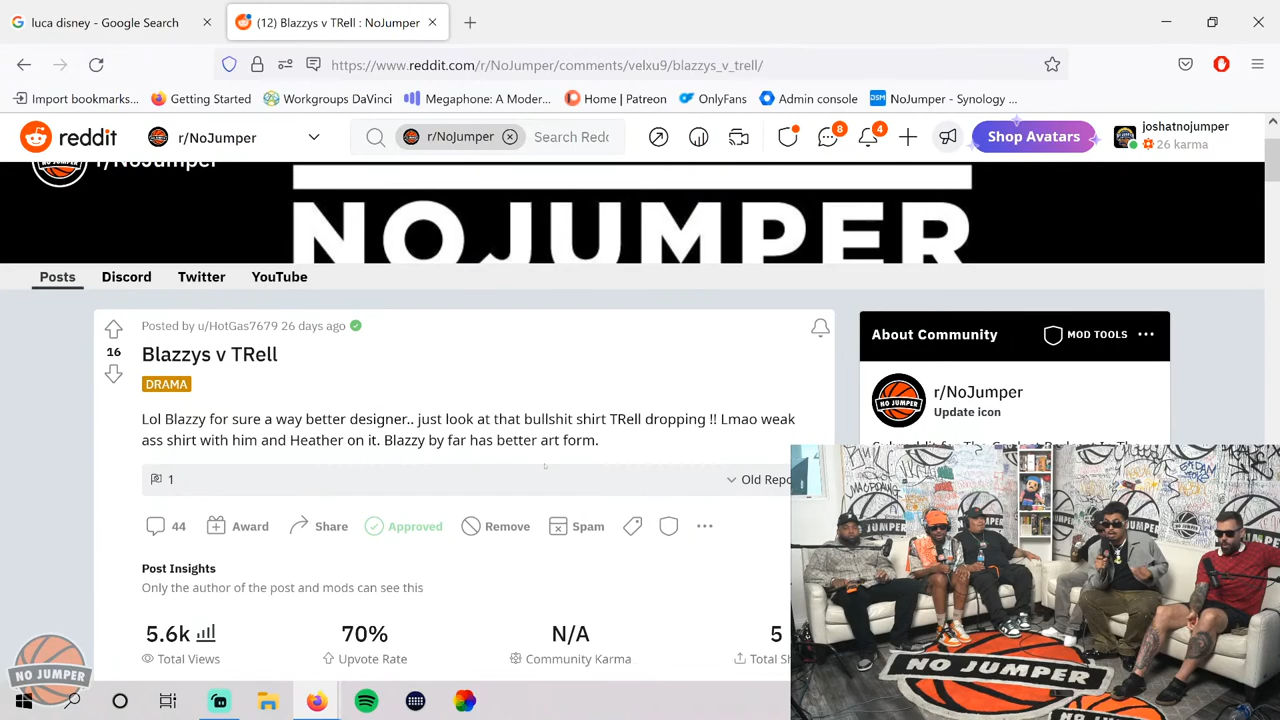 luca disney - Google Search
(12) Blazzys v TRell : NoJumper
https://www.reddit.com/r/NoJumper/comments/velxu9/blazzys_v_trell/
Import bookmarks...
Getting Started
Workgroups DaVinci
Megaphone: A Moder...
Home | Patreon
OnlyFans
Admin console
DSM
NoJumper - Synology ...
reddit
r/NoJumper
r/NoJumper
Search Redd
8
4
Shop Avatars
joshatnojumper
26 karma
r/NoJumper
NOJUMPER
Posts
Discord
Twitter
YouTube
Posted by u/HotGas7679 26 days ago
16
Blazzys v TRell
DRAMA
Lol Blazzy for sure a way better designer.. just look at that bullshit shirt TRell dropping !! Lmao weak
ass shirt with him and Heather on it. Blazzy by far has better art form.
1
Old Repo
44
Award
Share
Approved
Remove
Spam
Post Insights
Only the author of the post and mods can see this
5.6k
70%
N/A
5
Total Views
Upvote Rate
Community Karma
Total Sh
About Community
MOD TOOLS
NO JUMPER
r/NoJumper
Update icon
NO JUMPER
NO JUMPER